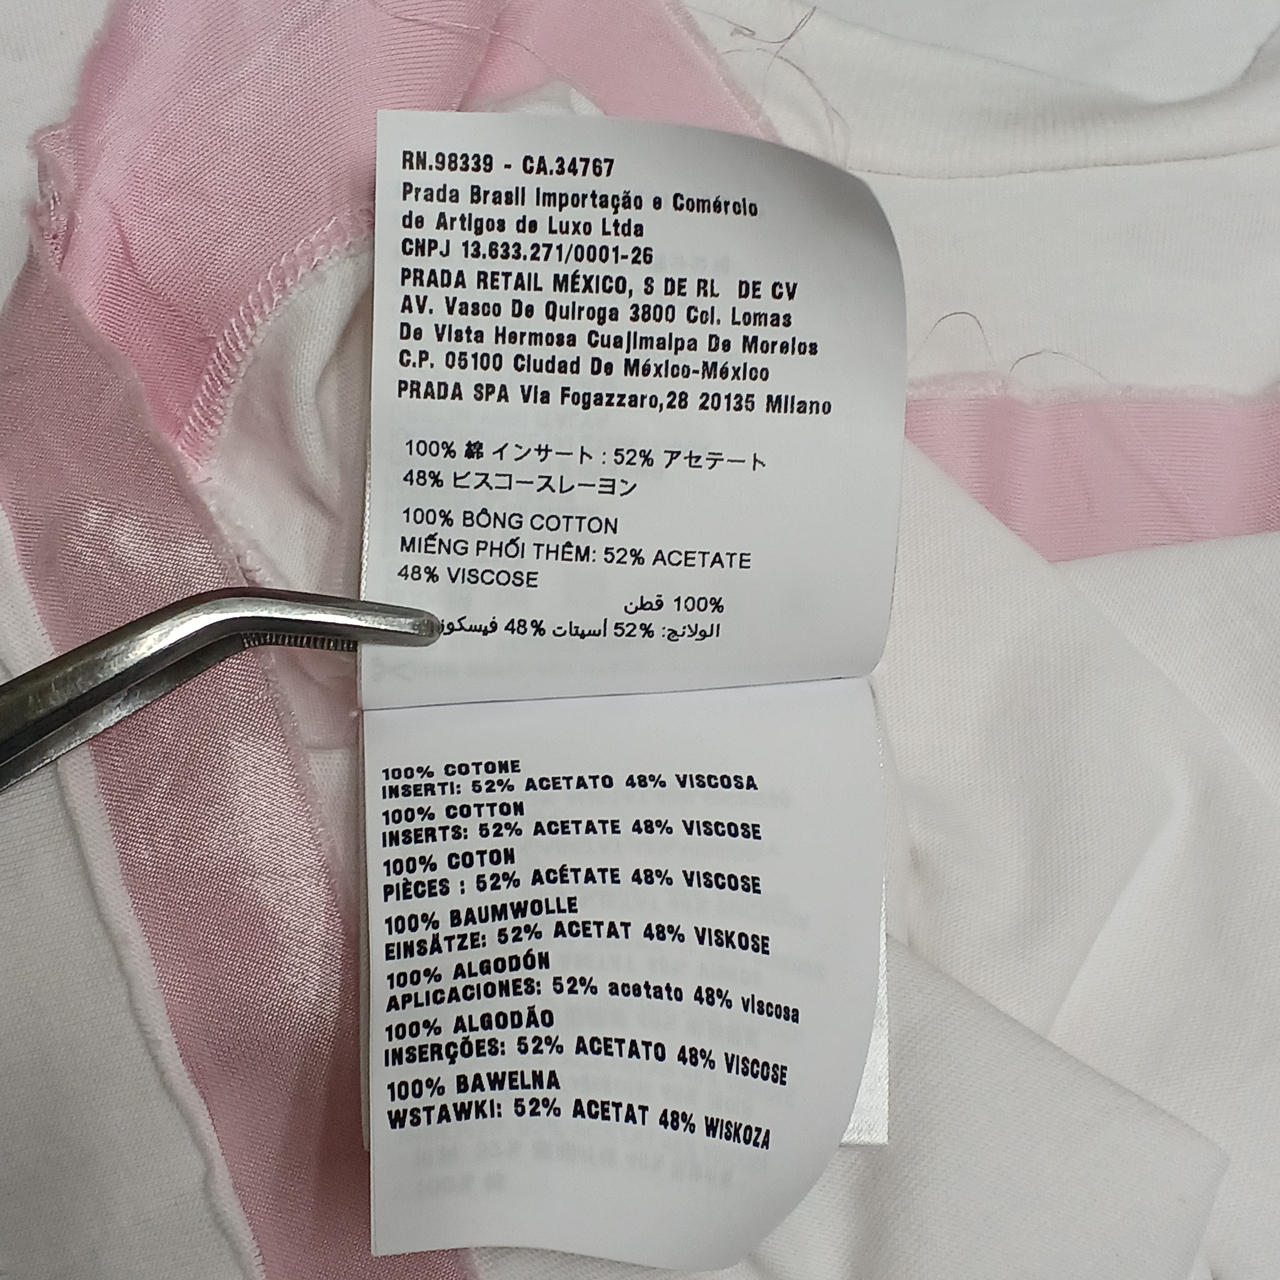 RN.98339 - CA.34767
Prada Brasil Importação e Comércio
de Artigos de Luxo Ltda
CNPJ 13.633.271/0001-26
PRADA RETAIL MÉXICO, S DE RL DE CV
AV. Vasco De Quiroga 3800 Col. Lomas
De Vista Hermosa Cuajimalpa De Morelos
C.P. 05100 Ciudad De México-México
PRADA SPA Via Fogazzaro,28 20135 Milano
100% 綿 インサート : 52% アセテート
48% ビスコースレーヨン
100% BÔNG COTTON
MIẾNG PHỐI THÊM: 52% ACETATE
48% VISCOSE
100% قطن
الولائج: 52% أسيتات 48%
100% COTONE
INSERTI: 52% ACETATO 48% VISCOSA
100% COTTON
INSERTS: 52% ACETATE 48% VISCOSE
100% COTON
PIÈCES : 52% ACÉTATE 48% VISCOSE
100% BAUMWOLLE
EINSÄTZE: 52% ACETAT 48% VISKOSE
100% ALGODÓN
APLICACIONES: 52% acetato 48% viscosa
100% ALGODÃO
INSERÇÕES: 52% ACETATO 48% VISCOSE
100% BAWELNA
WSTAWKI: 52% ACETAT 48% WISKOZA